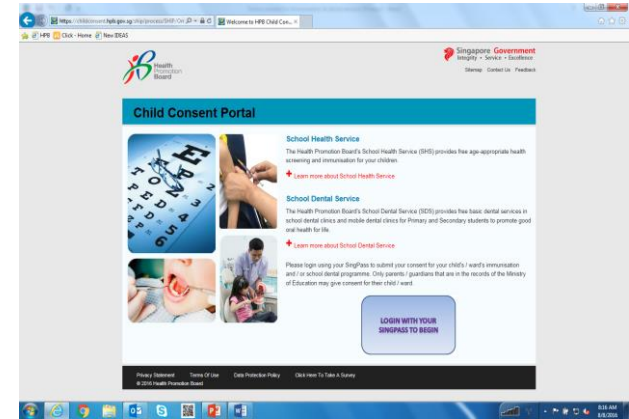 https://childconsent.hpb.gov.sg
Welcome to HPB Child Con...
HPB
Click - Home
New IDEAS
Health
Promotion
Board
Singapore Government
Integrity • Service • Excellence
Sitemap Contact Us Feedback
Child Consent Portal
School Health Service
The Health Promotion Board's School Health Service (SHS) provides free age-appropriate health
screening and immunisation for your children.
+ Learn more about School Health Service
School Dental Service
The Health Promotion Board's School Dental Service (SDS) provides free basic dental services in
school dental clinics and mobile dental clinics for Primary and Secondary students to promote good
oral health for life.
+ Learn more about School Dental Service
Please login using your SingPass to submit your consent for your child's / ward's immunisation
and / or school dental programme. Only parents / guardians that are in the records of the Ministry
of Education may give consent for their child / ward.
LOGIN WITH YOUR
SINGPASS TO BEGIN
Privacy Statement Terms Of Use Data Protection Policy Click Here To Take A Survey
© 2016 Health Promotion Board